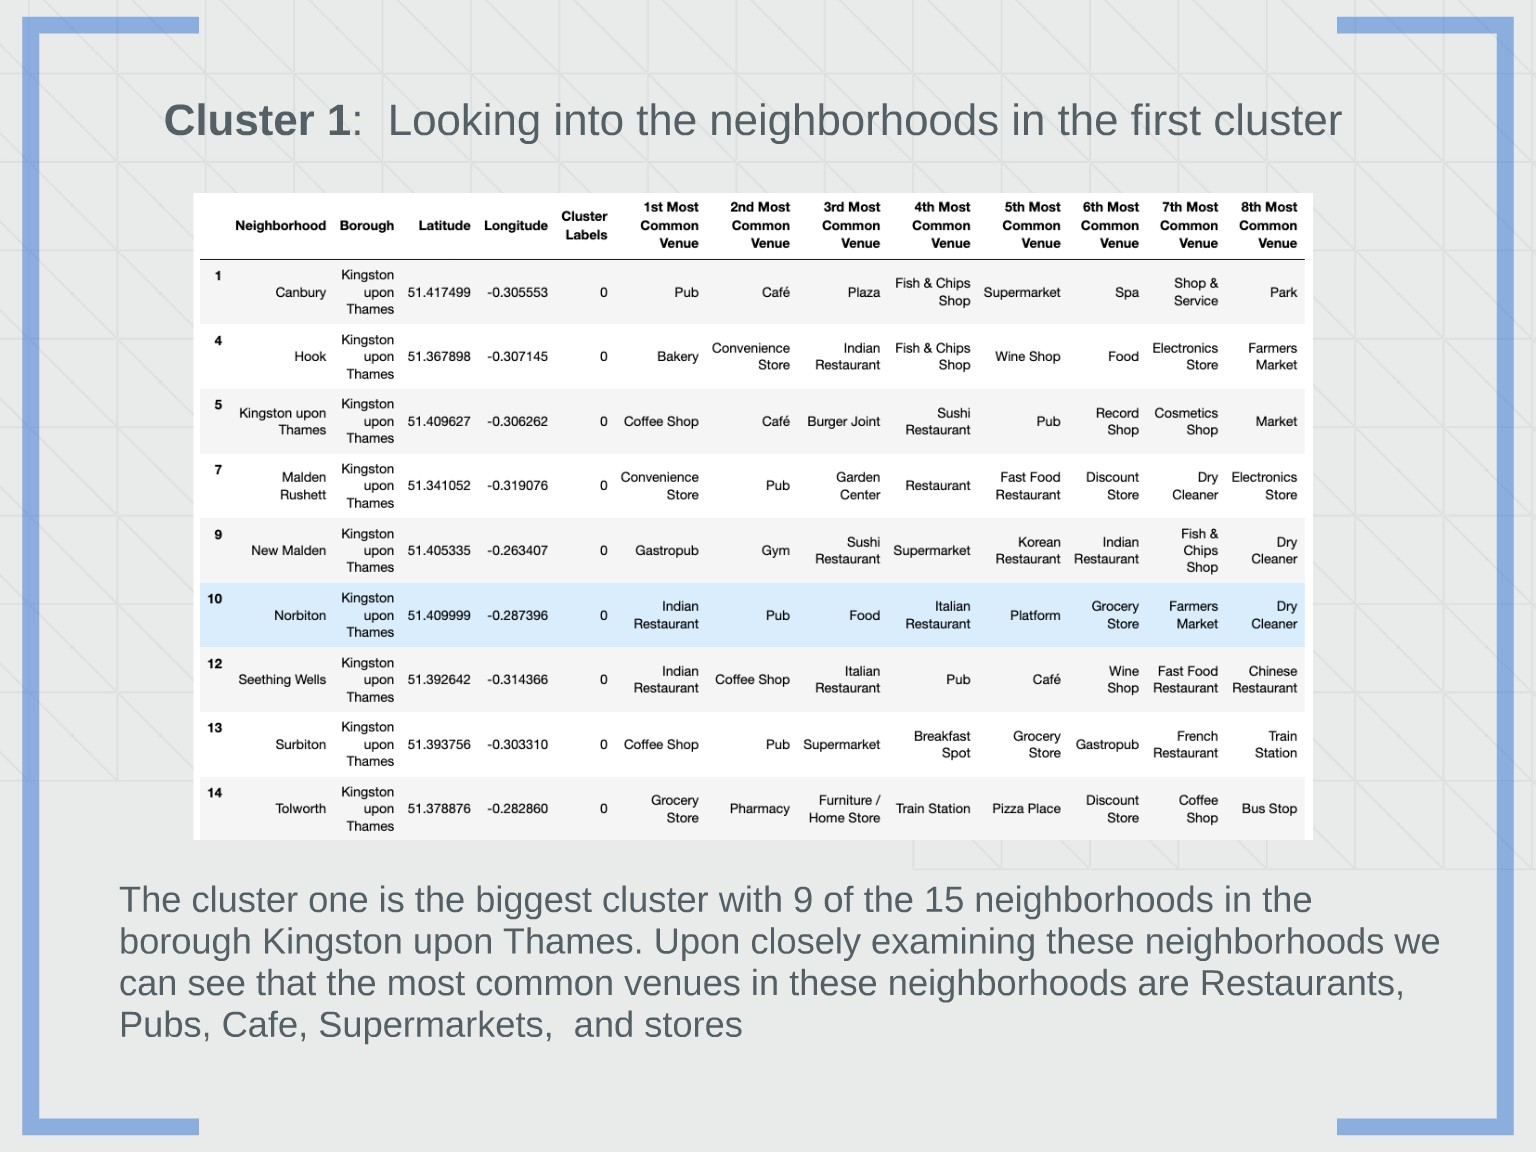 Cluster 1:  Looking into the neighborhoods in the first cluster
Neighborhood Borough Latitude Longitude Cluster Labels 1st Most Common Venue 2nd Most Common Venue 3rd Most Common Venue 4th Most Common Venue 5th Most Common Venue 6th Most Common Venue 7th Most Common Venue 8th Most Common Venue
1 Canbury Kingston upon Thames 51.417499 -0.305553 0 Pub Café Plaza Fish & Chips Shop Supermarket Spa Shop & Service Park
4 Hook Kingston upon Thames 51.367898 -0.307145 0 Bakery Convenience Store Indian Restaurant Fish & Chips Shop Wine Shop Food Electronics Store Farmers Market
5 Kingston upon Thames Kingston upon Thames 51.409627 -0.306262 0 Coffee Shop Café Burger Joint Sushi Restaurant Pub Record Shop Cosmetics Shop Market
7 Malden Rushett Kingston upon Thames 51.341052 -0.319076 0 Convenience Store Pub Garden Center Restaurant Fast Food Restaurant Discount Store Dry Cleaner Electronics Store
9 New Malden Kingston upon Thames 51.405335 -0.263407 0 Gastropub Gym Sushi Restaurant Supermarket Korean Restaurant Indian Restaurant Fish & Chips Shop Dry Cleaner
10 Norbiton Kingston upon Thames 51.409999 -0.287396 0 Indian Restaurant Pub Food Italian Restaurant Platform Grocery Store Farmers Market Dry Cleaner
12 Seething Wells Kingston upon Thames 51.392642 -0.314366 0 Indian Restaurant Coffee Shop Italian Restaurant Pub Café Wine Shop Fast Food Restaurant Chinese Restaurant
13 Surbiton Kingston upon Thames 51.393756 -0.303310 0 Coffee Shop Pub Supermarket Breakfast Spot Grocery Store Gastropub French Restaurant Train Station
14 Tolworth Kingston upon Thames 51.378876 -0.282860 0 Grocery Store Pharmacy Furniture / Home Store Train Station Pizza Place Discount Store Coffee Shop Bus Stop
The cluster one is the biggest cluster with 9 of the 15 neighborhoods in the
borough Kingston upon Thames. Upon closely examining these neighborhoods we
can see that the most common venues in these neighborhoods are Restaurants,
Pubs, Cafe, Supermarkets,  and stores